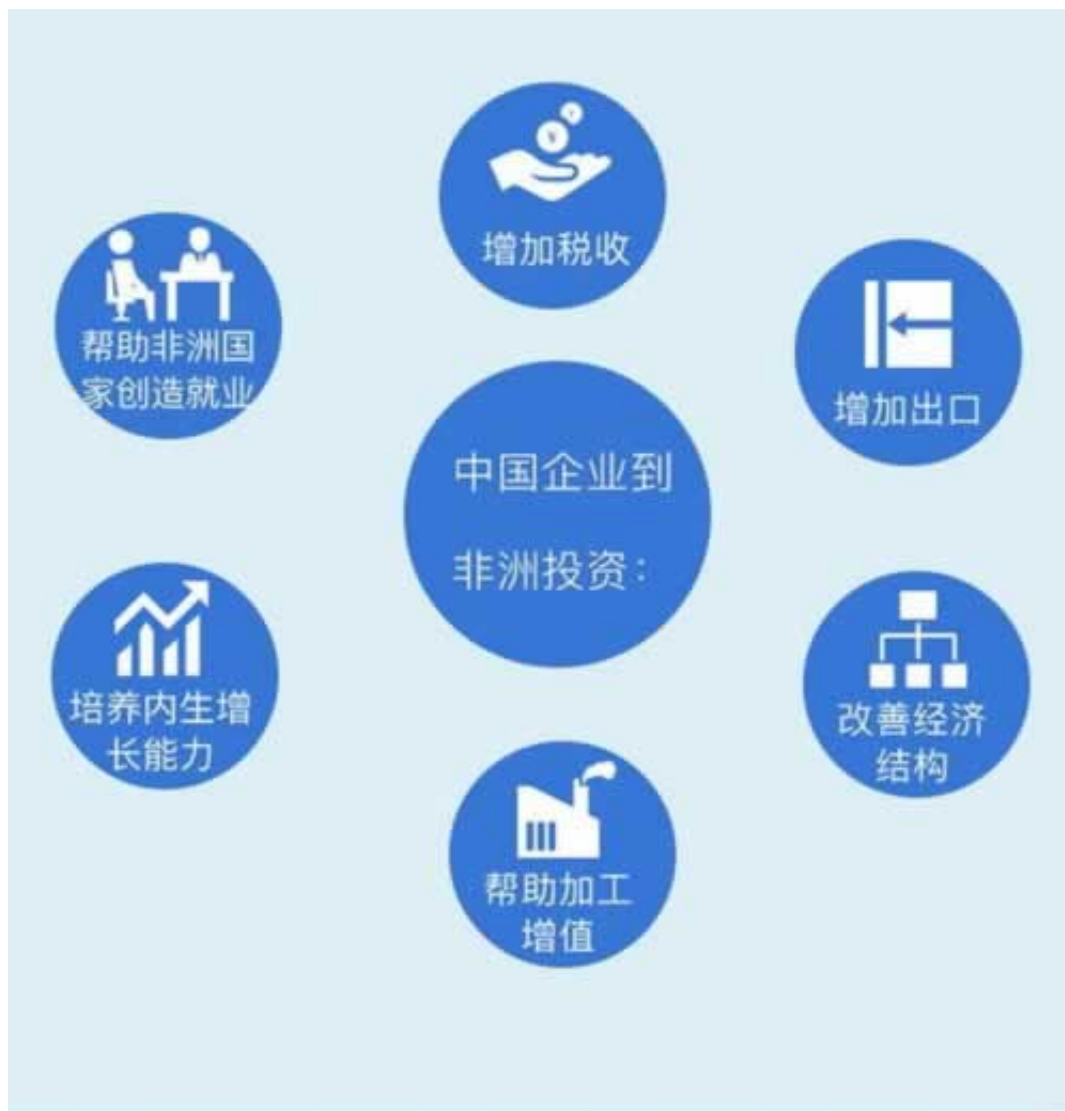 增加税收
帮助非洲国
家创造就业
增加出口
中国企业到
非洲投资：
培养内生增
长能力
改善经济
结构
帮助加工
增值